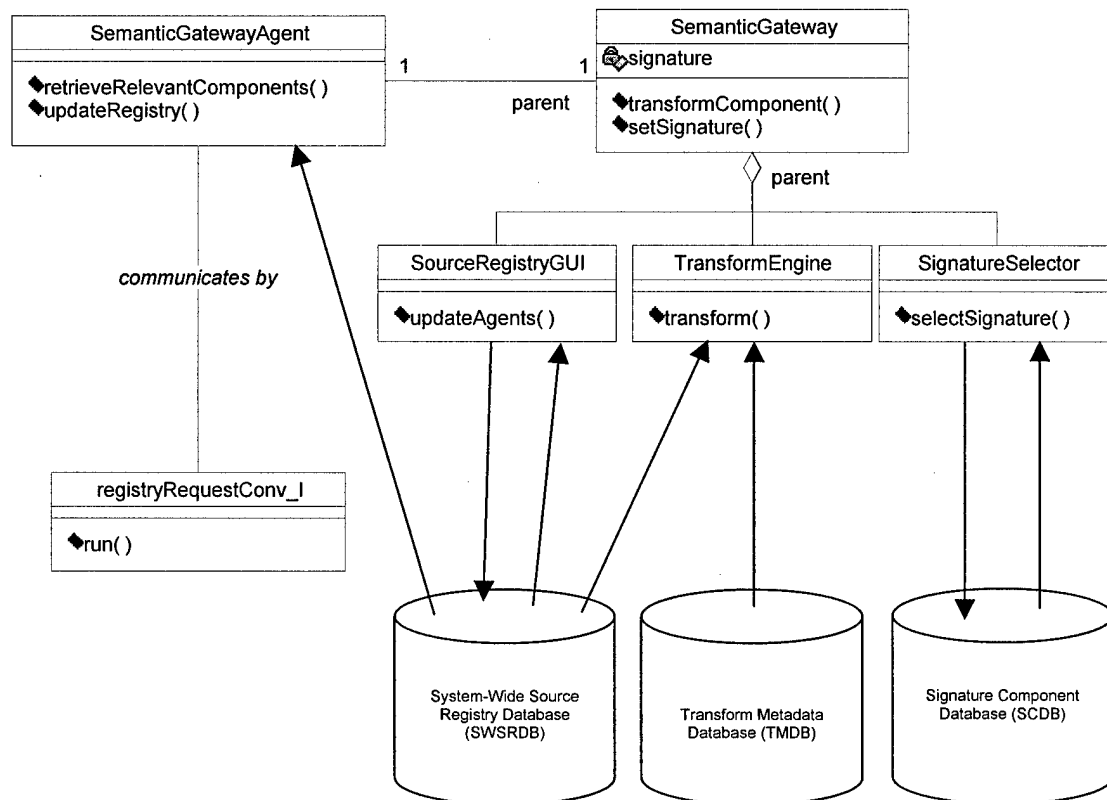 SemanticGatewayAgent
retrieveRelevantComponents( )
updateRegistry( )
1
1
parent
SemanticGateway
signature
transformComponent( )
setSignature( )
parent
communicates by
SourceRegistryGUI
updateAgents( )
TransformEngine
transform( )
SignatureSelector
selectSignature( )
registryRequestConv_I
run( )
System-Wide Source
Registry Database
(SWSRDB)
Transform Metadata
Database (TMDB)
Signature Component
Database (SCDB)